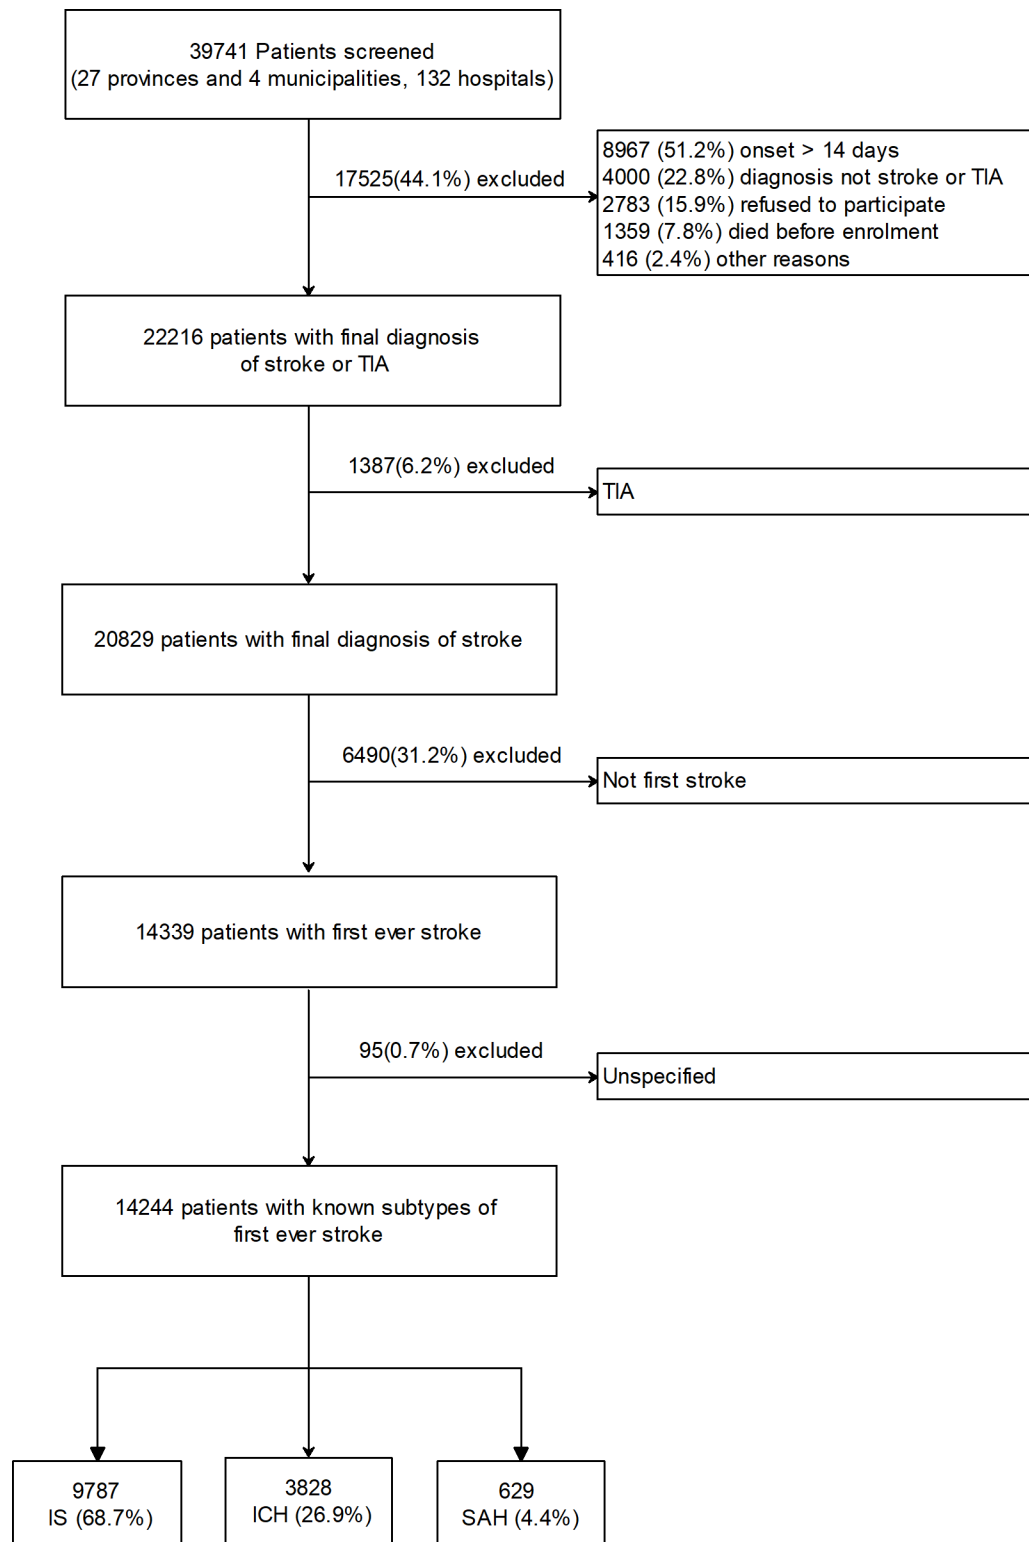 39741 Patients screened
(27 provinces and 4 municipalities, 132 hospitals)
17525(44.1%) excluded
8967 (51.2%) onset > 14 days
4000 (22.8%) diagnosis not stroke or TIA
2783 (15.9%) refused to participate
1359 (7.8%) died before enrolment
416 (2.4%) other reasons
22216 patients with final diagnosis
of stroke or TIA
1387(6.2%) excluded
TIA
20829 patients with final diagnosis of stroke
6490(31.2%) excluded
Not first stroke
14339 patients with first ever stroke
95(0.7%) excluded
Unspecified
14244 patients with known subtypes of
first ever stroke
9787
IS (68.7%)
3828
ICH (26.9%)
629
SAH (4.4%)